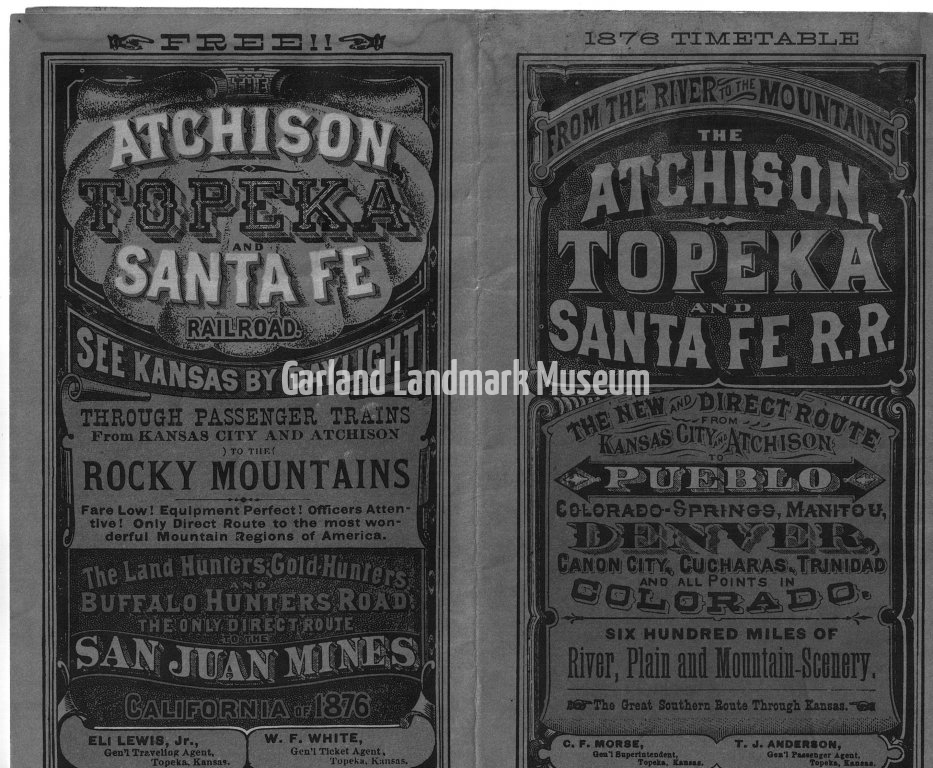 FREE!!
THE
ATCHISON
TOPEKA
AND
SANTA FE
RAILROAD.
SEE KANSAS BY
Garland Landmark Museum
THROUGH PASSENGER TRAINS
From KANSAS CITY AND ATCHISON
TO THE
ROCKY MOUNTAINS
Fare Low! Equipment Perfect! Officers Atten-
tive! Only Direct Route to the most won-
derful Mountain Regions of America.
The Land Hunters, Gold-Hunters
AND
BUFFALO HUNTERS ROAD.
THE ONLY DIRECT ROUTE
TO THE
SAN JUAN MINES
CALIFORNIA OF 1876
ELI LEWIS, Jr.,
Gen'l Traveling Agent,
Topeka, Kansas.
W. F. WHITE,
Gen'l Ticket Agent,
Topeka, Kansas.
1876 TIMETABLE
FROM THE RIVER TO THE MOUNTAINS
THE
ATCHISON,
TOPEKA
AND
SANTA FE R.R.
THE NEW AND DIRECT ROUTE
FROM
KANSAS CITY AND ATCHISON
TO
PUEBLO
COLORADO-SPRINGS, MANITOU,
DENVER,
CANON CITY, CUCHARAS, TRINIDAD
AND ALL POINTS IN
COLORADO.
SIX HUNDRED MILES OF
River, Plain and Mountain-Scenery.
The Great Southern Route Through Kansas.
C. F. MORSE,
Gen'l Superintendent,
Topeka, Kansas.
T. J. ANDERSON,
Gen'l Passenger Agent,
Topeka, Kansas.